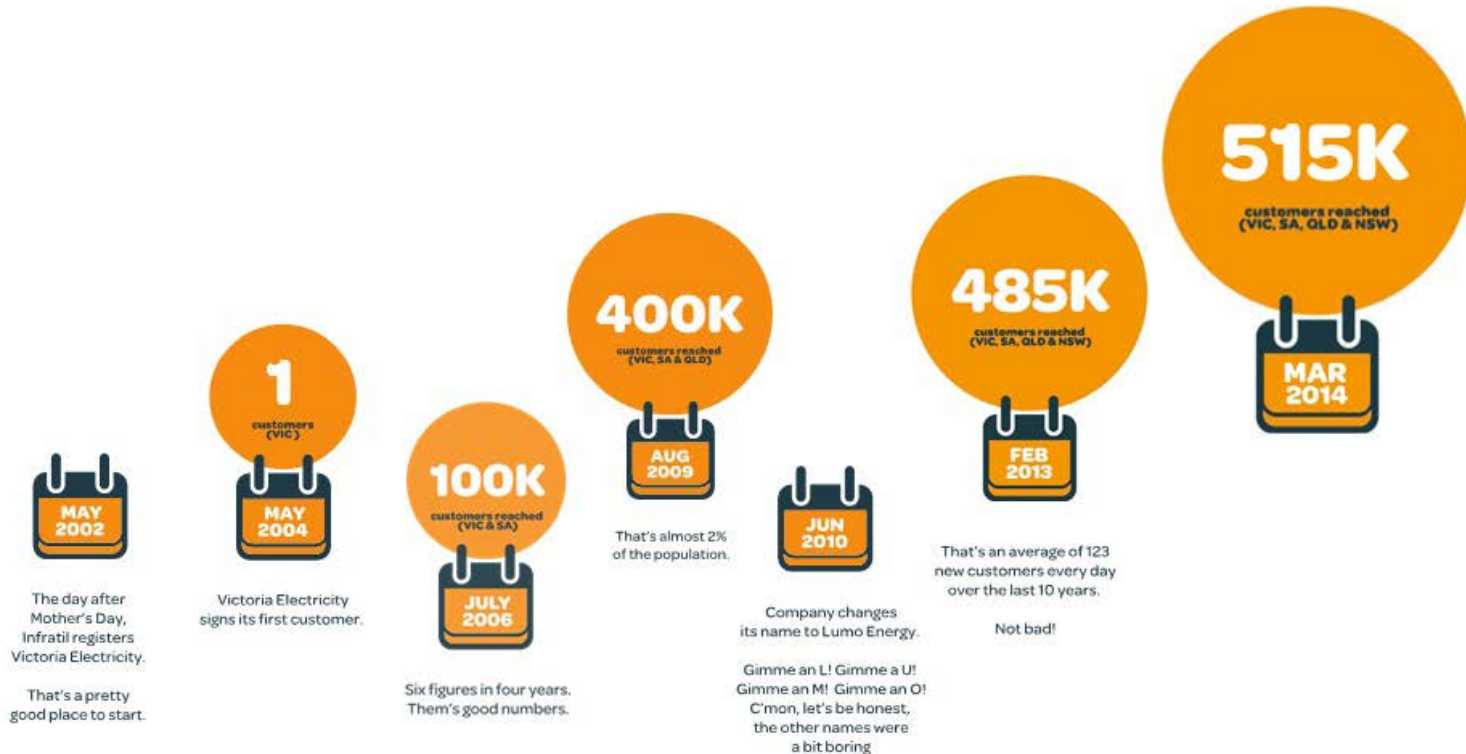 MAY
2002
The day after
Mother's Day,
Infratil registers
Victoria Electricity.
That's a pretty
good place to start.
1
customers
(VIC)
MAY
2004
Victoria Electricity
signs its first customer.
100K
customers reached
(VIC & SA)
JULY
2006
Six figures in four years.
Them's good numbers.
400K
customers reached
(VIC, SA & QLD)
AUG
2009
That's almost 2%
of the population.
JUN
2010
Company changes
its name to Lumo Energy.
Gimme an L! Gimme a U!
Gimme an M! Gimme an O!
C'mon, let's be honest,
the other names were
a bit boring
485K
customers reached
(VIC, SA, QLD & NSW)
FEB
2013
That's an average of 123
new customers every day
over the last 10 years.
Not bad!
515K
customers reached
(VIC, SA, QLD & NSW)
MAR
2014